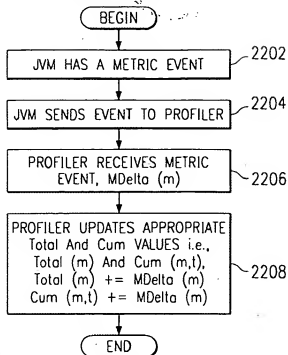 BEGIN
JVM HAS A METRIC EVENT
2202
JVM SENDS EVENT TO PROFILER
2204
PROFILER RECEIVES METRIC
EVENT, MDelta (m)
2206
PROFILER UPDATES APPROPRIATE
Total And Cum VALUES i.e.,
Total (m) And Cum (m,t),
Total (m) += MDelta (m)
Cum (m,t) += MDelta (m)
2208
END